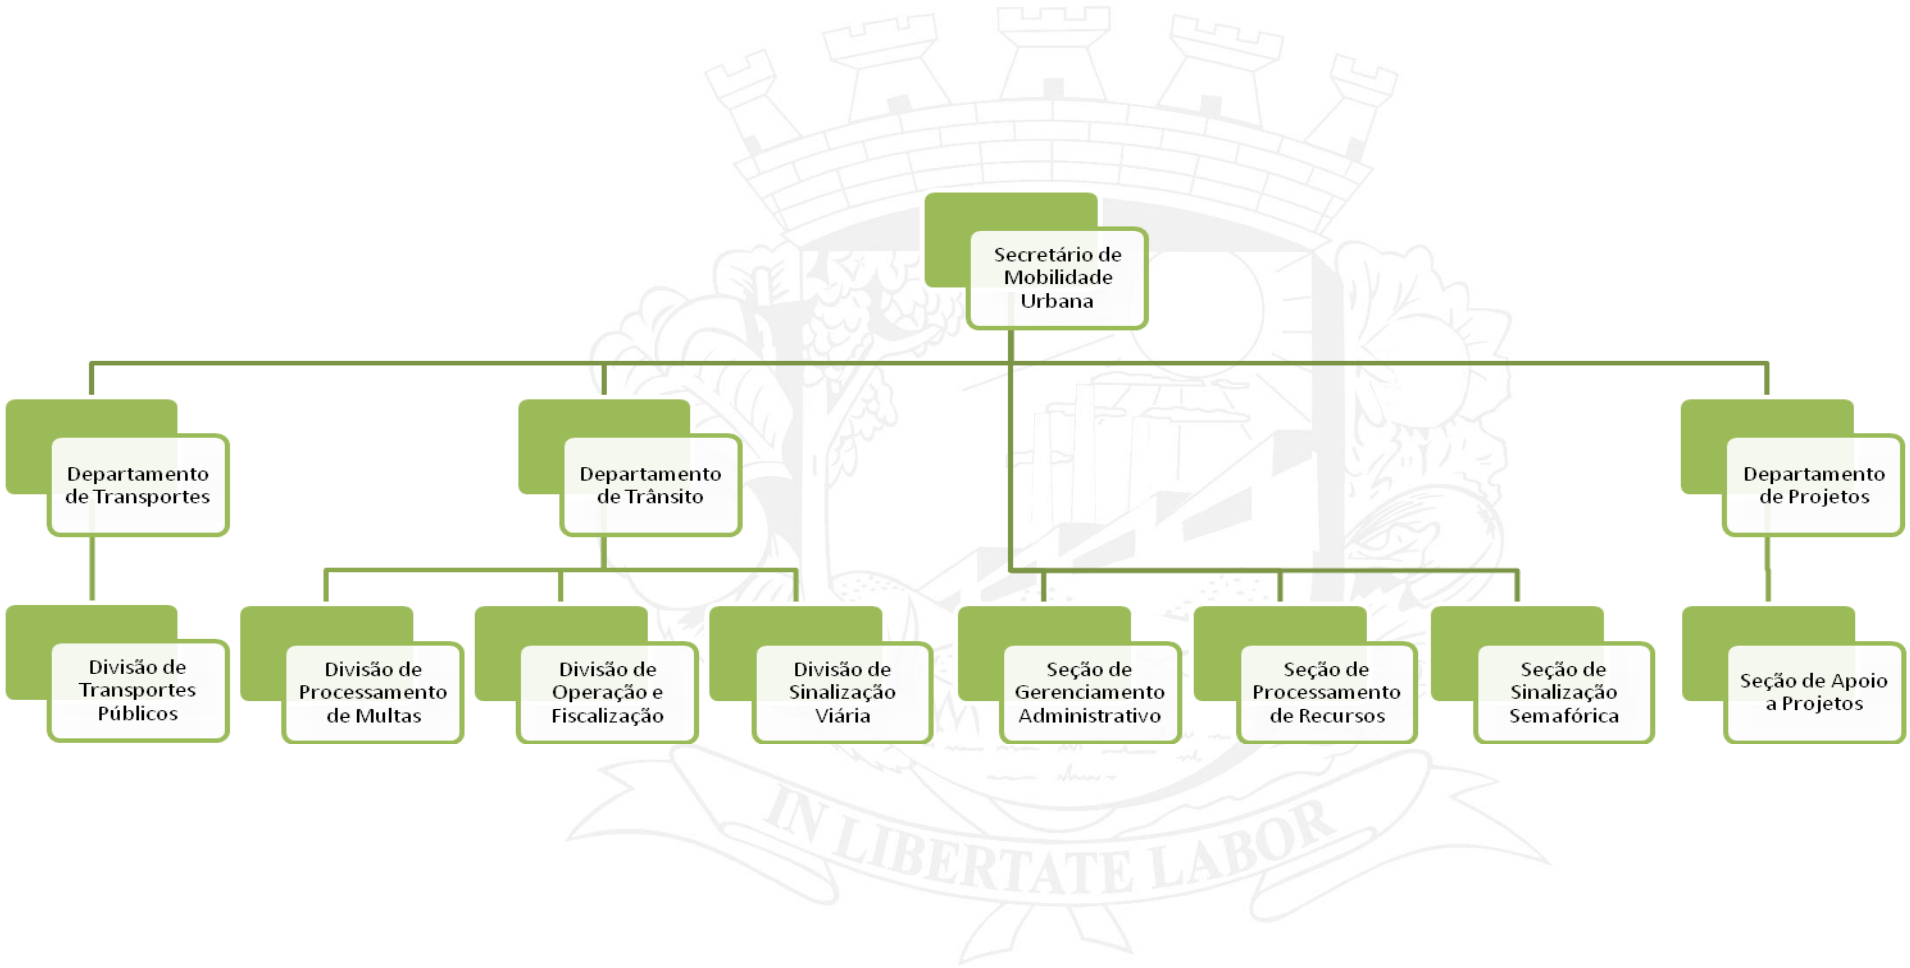 Secretário de
Mobilidade
Urbana
Departamento
de Transportes
Departamento
de Trânsito
Departamento
de Projetos
Divisão de
Transportes
Públicos
Divisão de
Processamento
de Multas
Divisão de
Operação e
Fiscalização
Divisão de
Sinalização
Viária
Seção de
Gerenciamento
Administrativo
Seção de
Processamento
de Recursos
Seção de
Sinalização
Semafórica
Seção de Apoio
a Projetos
IN LIBERTATE LABOR